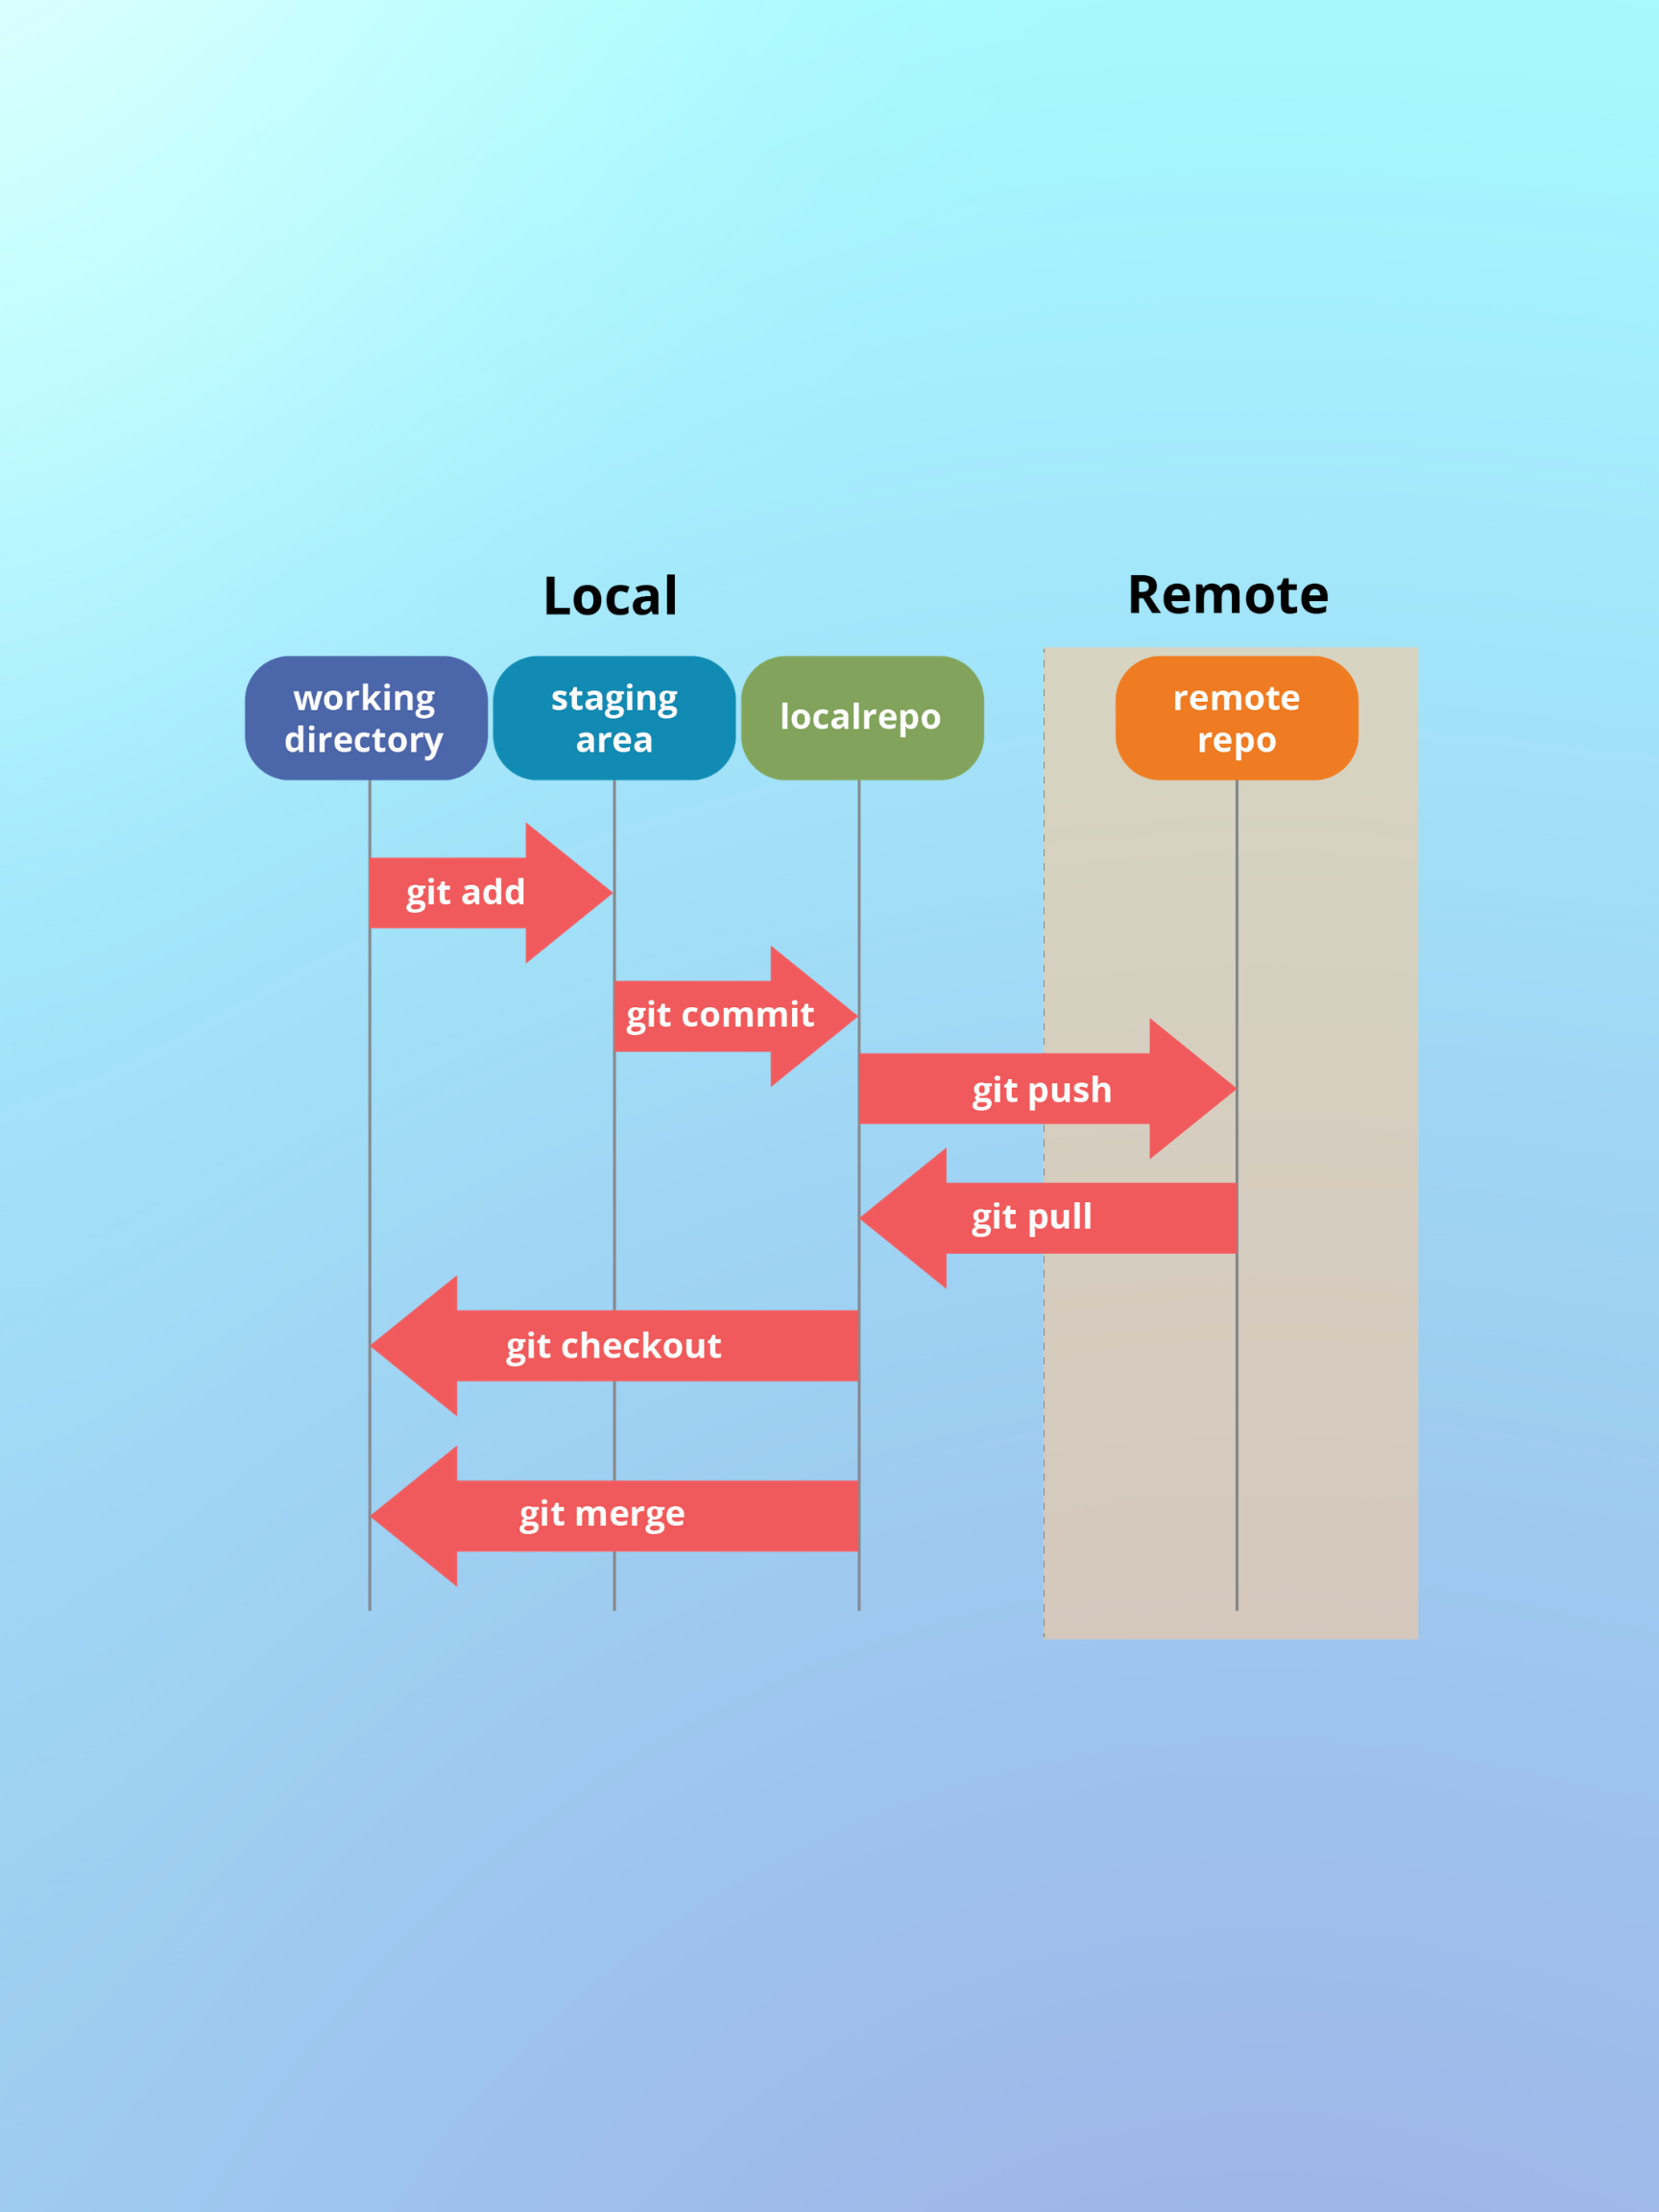 Local
Remote
working
directory
staging
area
localrepo
remote
repo
git add
git commit
git push
git pull
git checkout
git merge